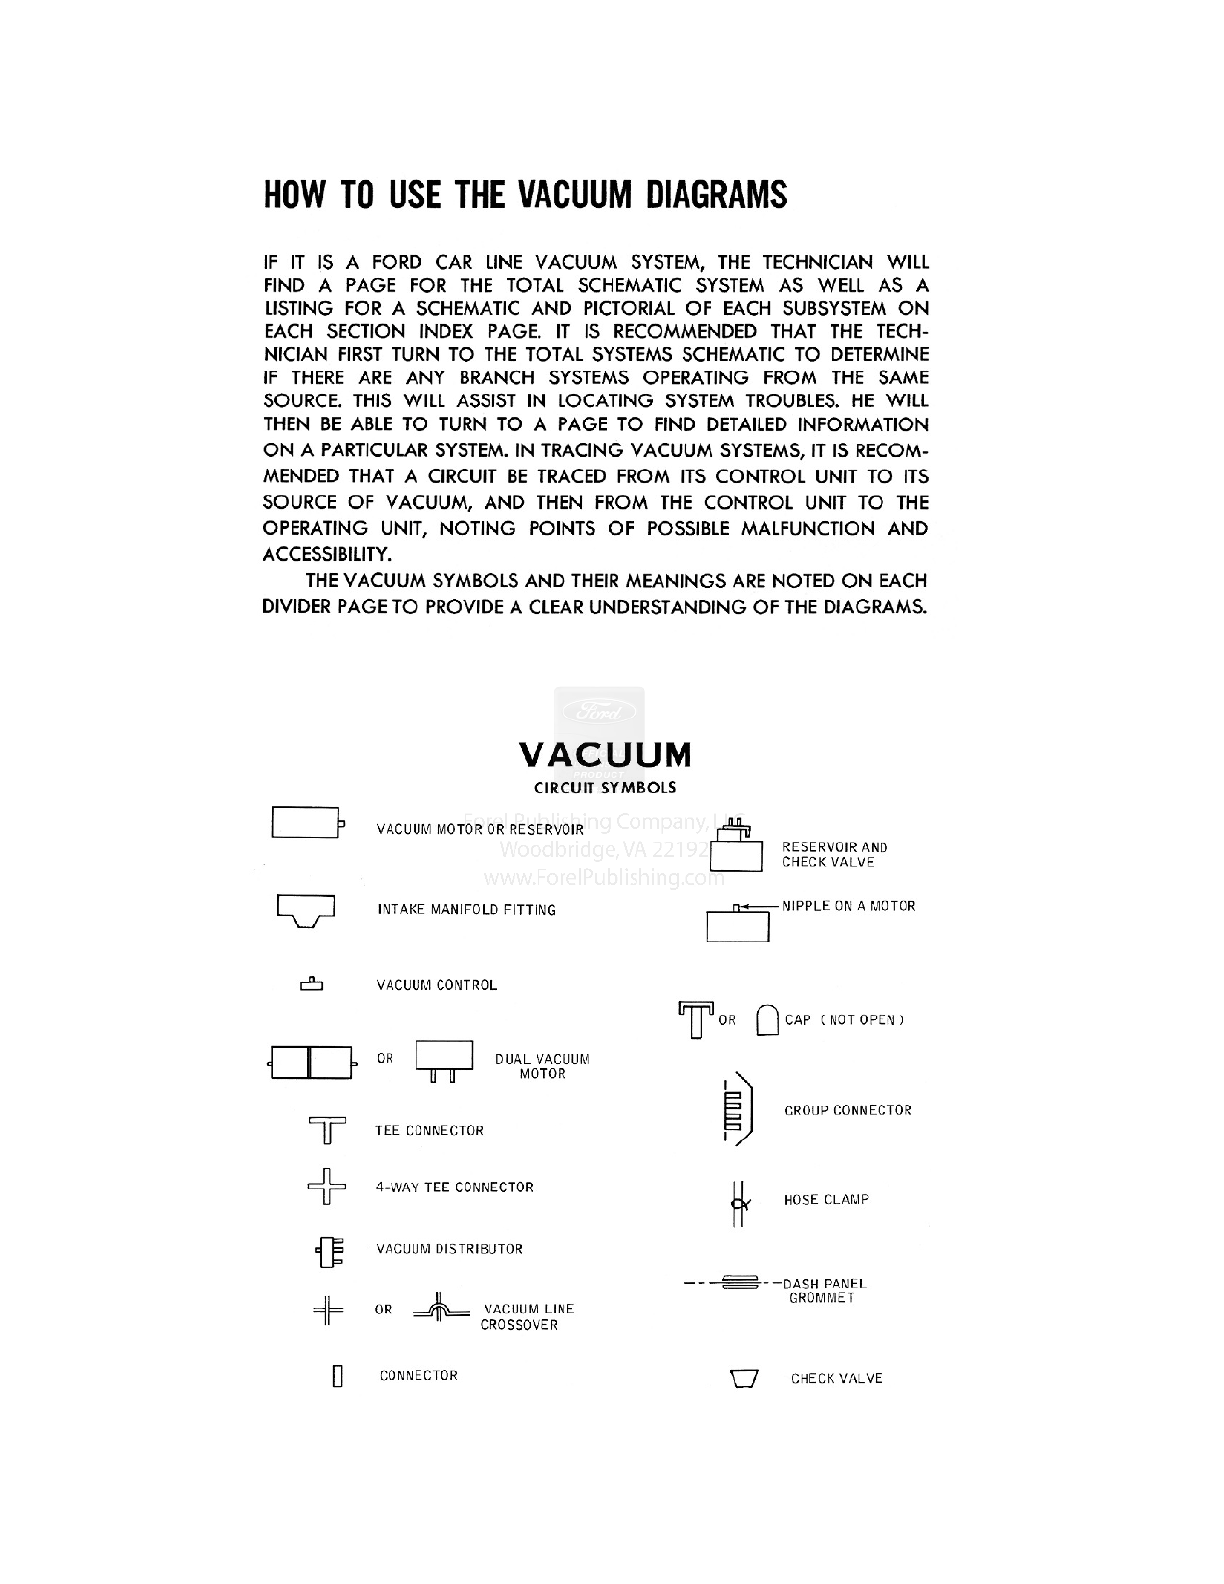 HOW TO USE THE VACUUM DIAGRAMS
IF IT IS A FORD CAR LINE VACUUM SYSTEM, THE TECHNICIAN WILL
FIND A PAGE FOR THE TOTAL SCHEMATIC SYSTEM AS WELL AS A
LISTING FOR A SCHEMATIC AND PICTORIAL OF EACH SUBSYSTEM ON
EACH SECTION INDEX PAGE. IT IS RECOMMENDED THAT THE TECH-
NICIAN FIRST TURN TO THE TOTAL SYSTEMS SCHEMATIC TO DETERMINE
IF THERE ARE ANY BRANCH SYSTEMS OPERATING FROM THE SAME
SOURCE. THIS WILL ASSIST IN LOCATING SYSTEM TROUBLES. HE WILL
THEN BE ABLE TO TURN TO A PAGE TO FIND DETAILED INFORMATION
ON A PARTICULAR SYSTEM. IN TRACING VACUUM SYSTEMS, IT IS RECOM-
MENDED THAT A CIRCUIT BE TRACED FROM ITS CONTROL UNIT TO ITS
SOURCE OF VACUUM, AND THEN FROM THE CONTROL UNIT TO THE
OPERATING UNIT, NOTING POINTS OF POSSIBLE MALFUNCTION AND
ACCESSIBILITY.
THE VACUUM SYMBOLS AND THEIR MEANINGS ARE NOTED ON EACH
DIVIDER PAGE TO PROVIDE A CLEAR UNDERSTANDING OF THE DIAGRAMS.
Ford
VACUUM
PRODUCT
CIRCUIT SYMBOLS
Forel Publishing Company, LLC
Woodbridge, VA 22192
www.ForelPublishing.com
VACUUM MOTOR OR RESERVOIR
INTAKE MANIFOLD FITTING
VACUUM CONTROL
OR
DUAL VACUUM
MOTOR
TEE CONNECTOR
4-WAY TEE CONNECTOR
VACUUM DISTRIBUTOR
OR
VACUUM LINE
CROSSOVER
CONNECTOR
RESERVOIR AND
CHECK VALVE
NIPPLE ON A MOTOR
OR
CAP (NOT OPEN)
GROUP CONNECTOR
HOSE CLAMP
DASH PANEL
GROMMET
CHECK VALVE